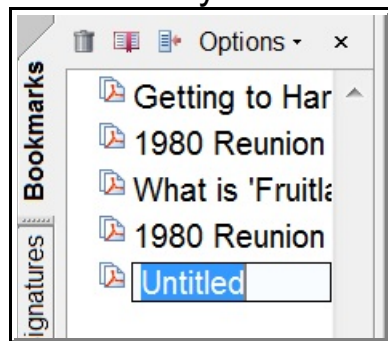 Options
Bookmarks
Getting to Har
1980 Reunion
What is 'Fruitla
1980 Reunion
Untitled
ignatures